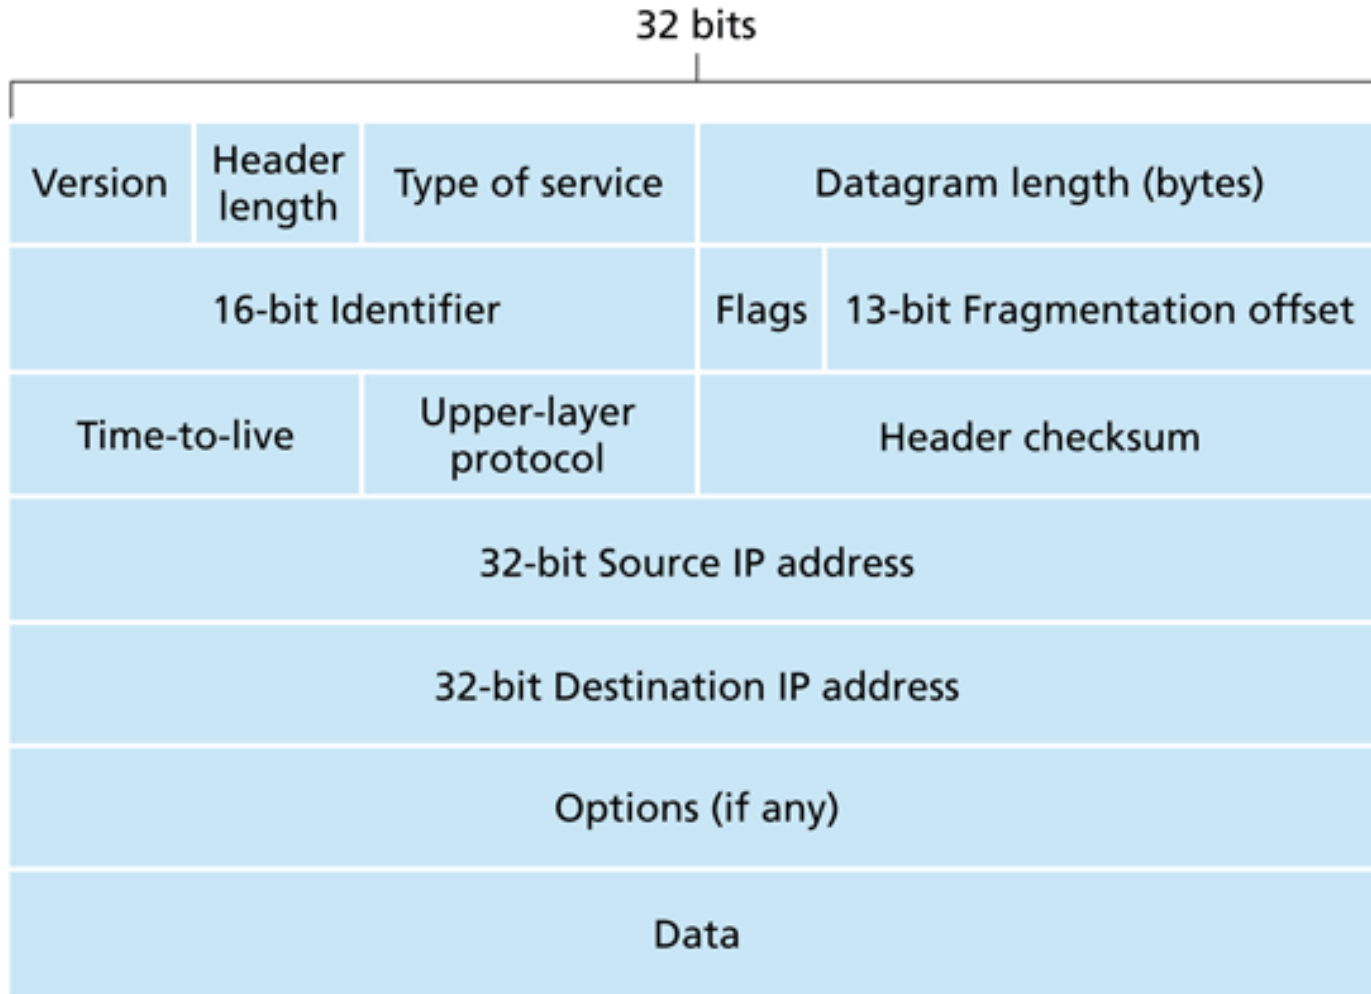 32 bits
Version
Header
length
Type of service
Datagram length (bytes)
16-bit Identifier
Flags
13-bit Fragmentation offset
Time-to-live
Upper-layer
protocol
Header checksum
32-bit Source IP address
32-bit Destination IP address
Options (if any)
Data